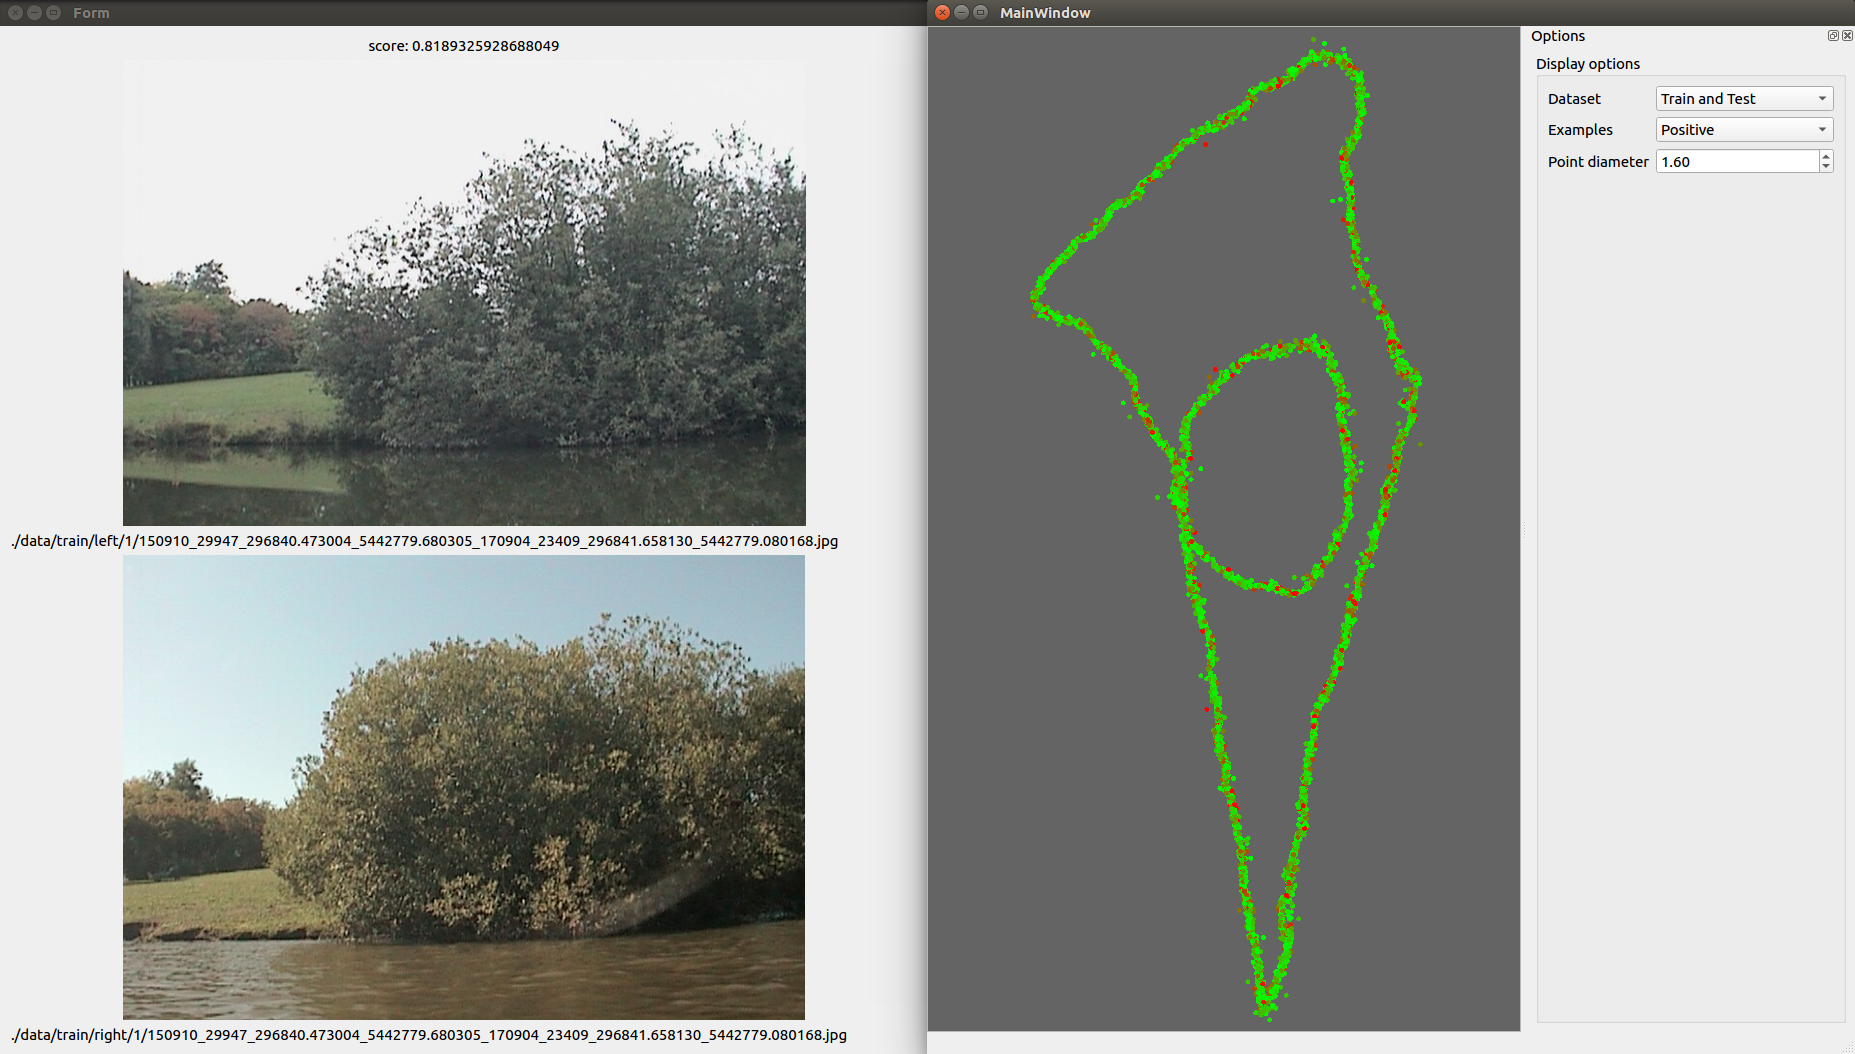 Form
score: 0.8189325928688049
./data/train/left/1/150910_29947_296840.473004_5442779.680305_170904_23409_296841.658130_5442779.080168.jpg
./data/train/right/1/150910_29947_296840.473004_5442779.680305_170904_23409_296841.658130_5442779.080168.jpg
MainWindow
Options
Display options
Dataset Train and Test
Examples Positive
Point diameter 1.60